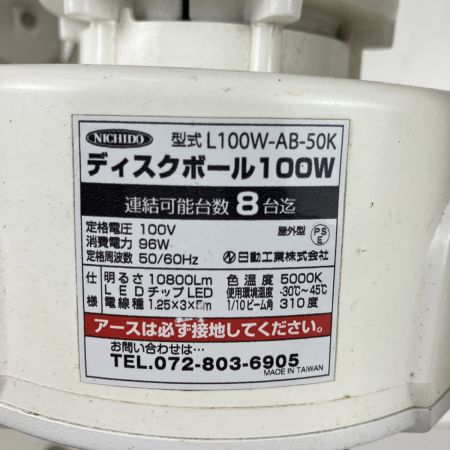 NICHIDO 型式 L100W-AB-50K
ディスクボール100W
連結可能台数 8 台迄
定格電圧 100V 屋外型 PSE
消費電力 96W
定格周波数 50/60Hz 日動工業株式会社
仕様 明るさ 10800Lm 色温度 5000K
LEDチップ LED 使用環境温度 -30℃~45℃
電線種 1.25×3×5m 1/10ビーム角 310度
アースは必ず接地してください。
お問い合わせは…
TEL.072-803-6905
MADE IN TAIWAN